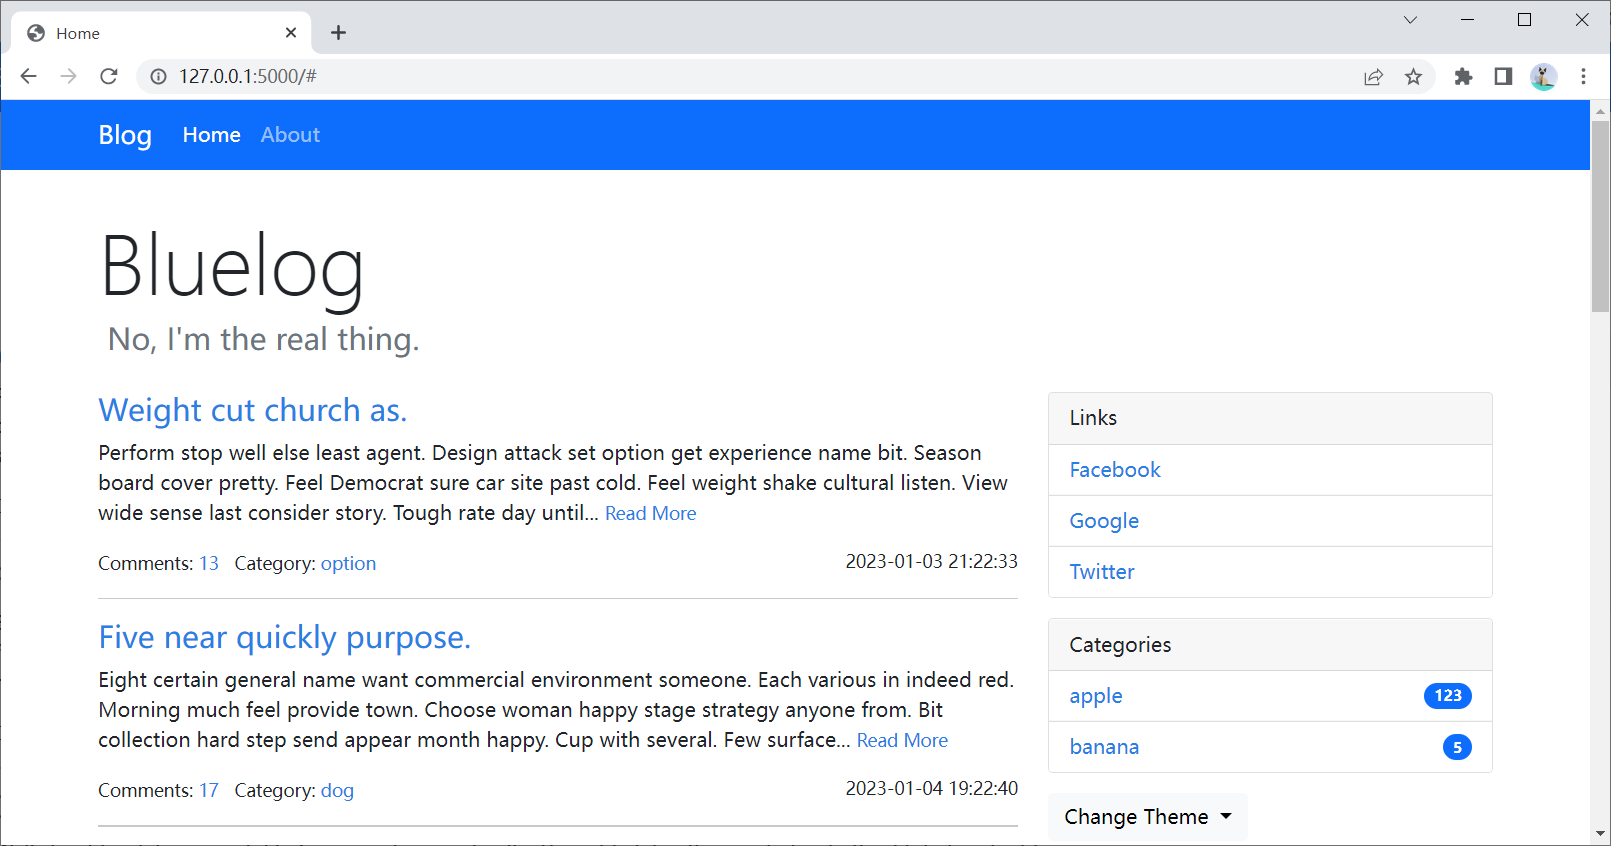 Home
127.0.0.1:5000/#
Blog Home About
Bluelog
No, I'm the real thing.
Weight cut church as.
Perform stop well else least agent. Design attack set option get experience name bit. Season
board cover pretty. Feel Democrat sure car site past cold. Feel weight shake cultural listen. View
wide sense last consider story. Tough rate day until... Read More
Comments: 13 Category: option 2023-01-03 21:22:33
Five near quickly purpose.
Eight certain general name want commercial environment someone. Each various in indeed red.
Morning much feel provide town. Choose woman happy stage strategy anyone from. Bit
collection hard step send appear month happy. Cup with several. Few surface... Read More
Comments: 17 Category: dog 2023-01-04 19:22:40
Links
Facebook
Google
Twitter
Categories
apple 123
banana 5
Change Theme